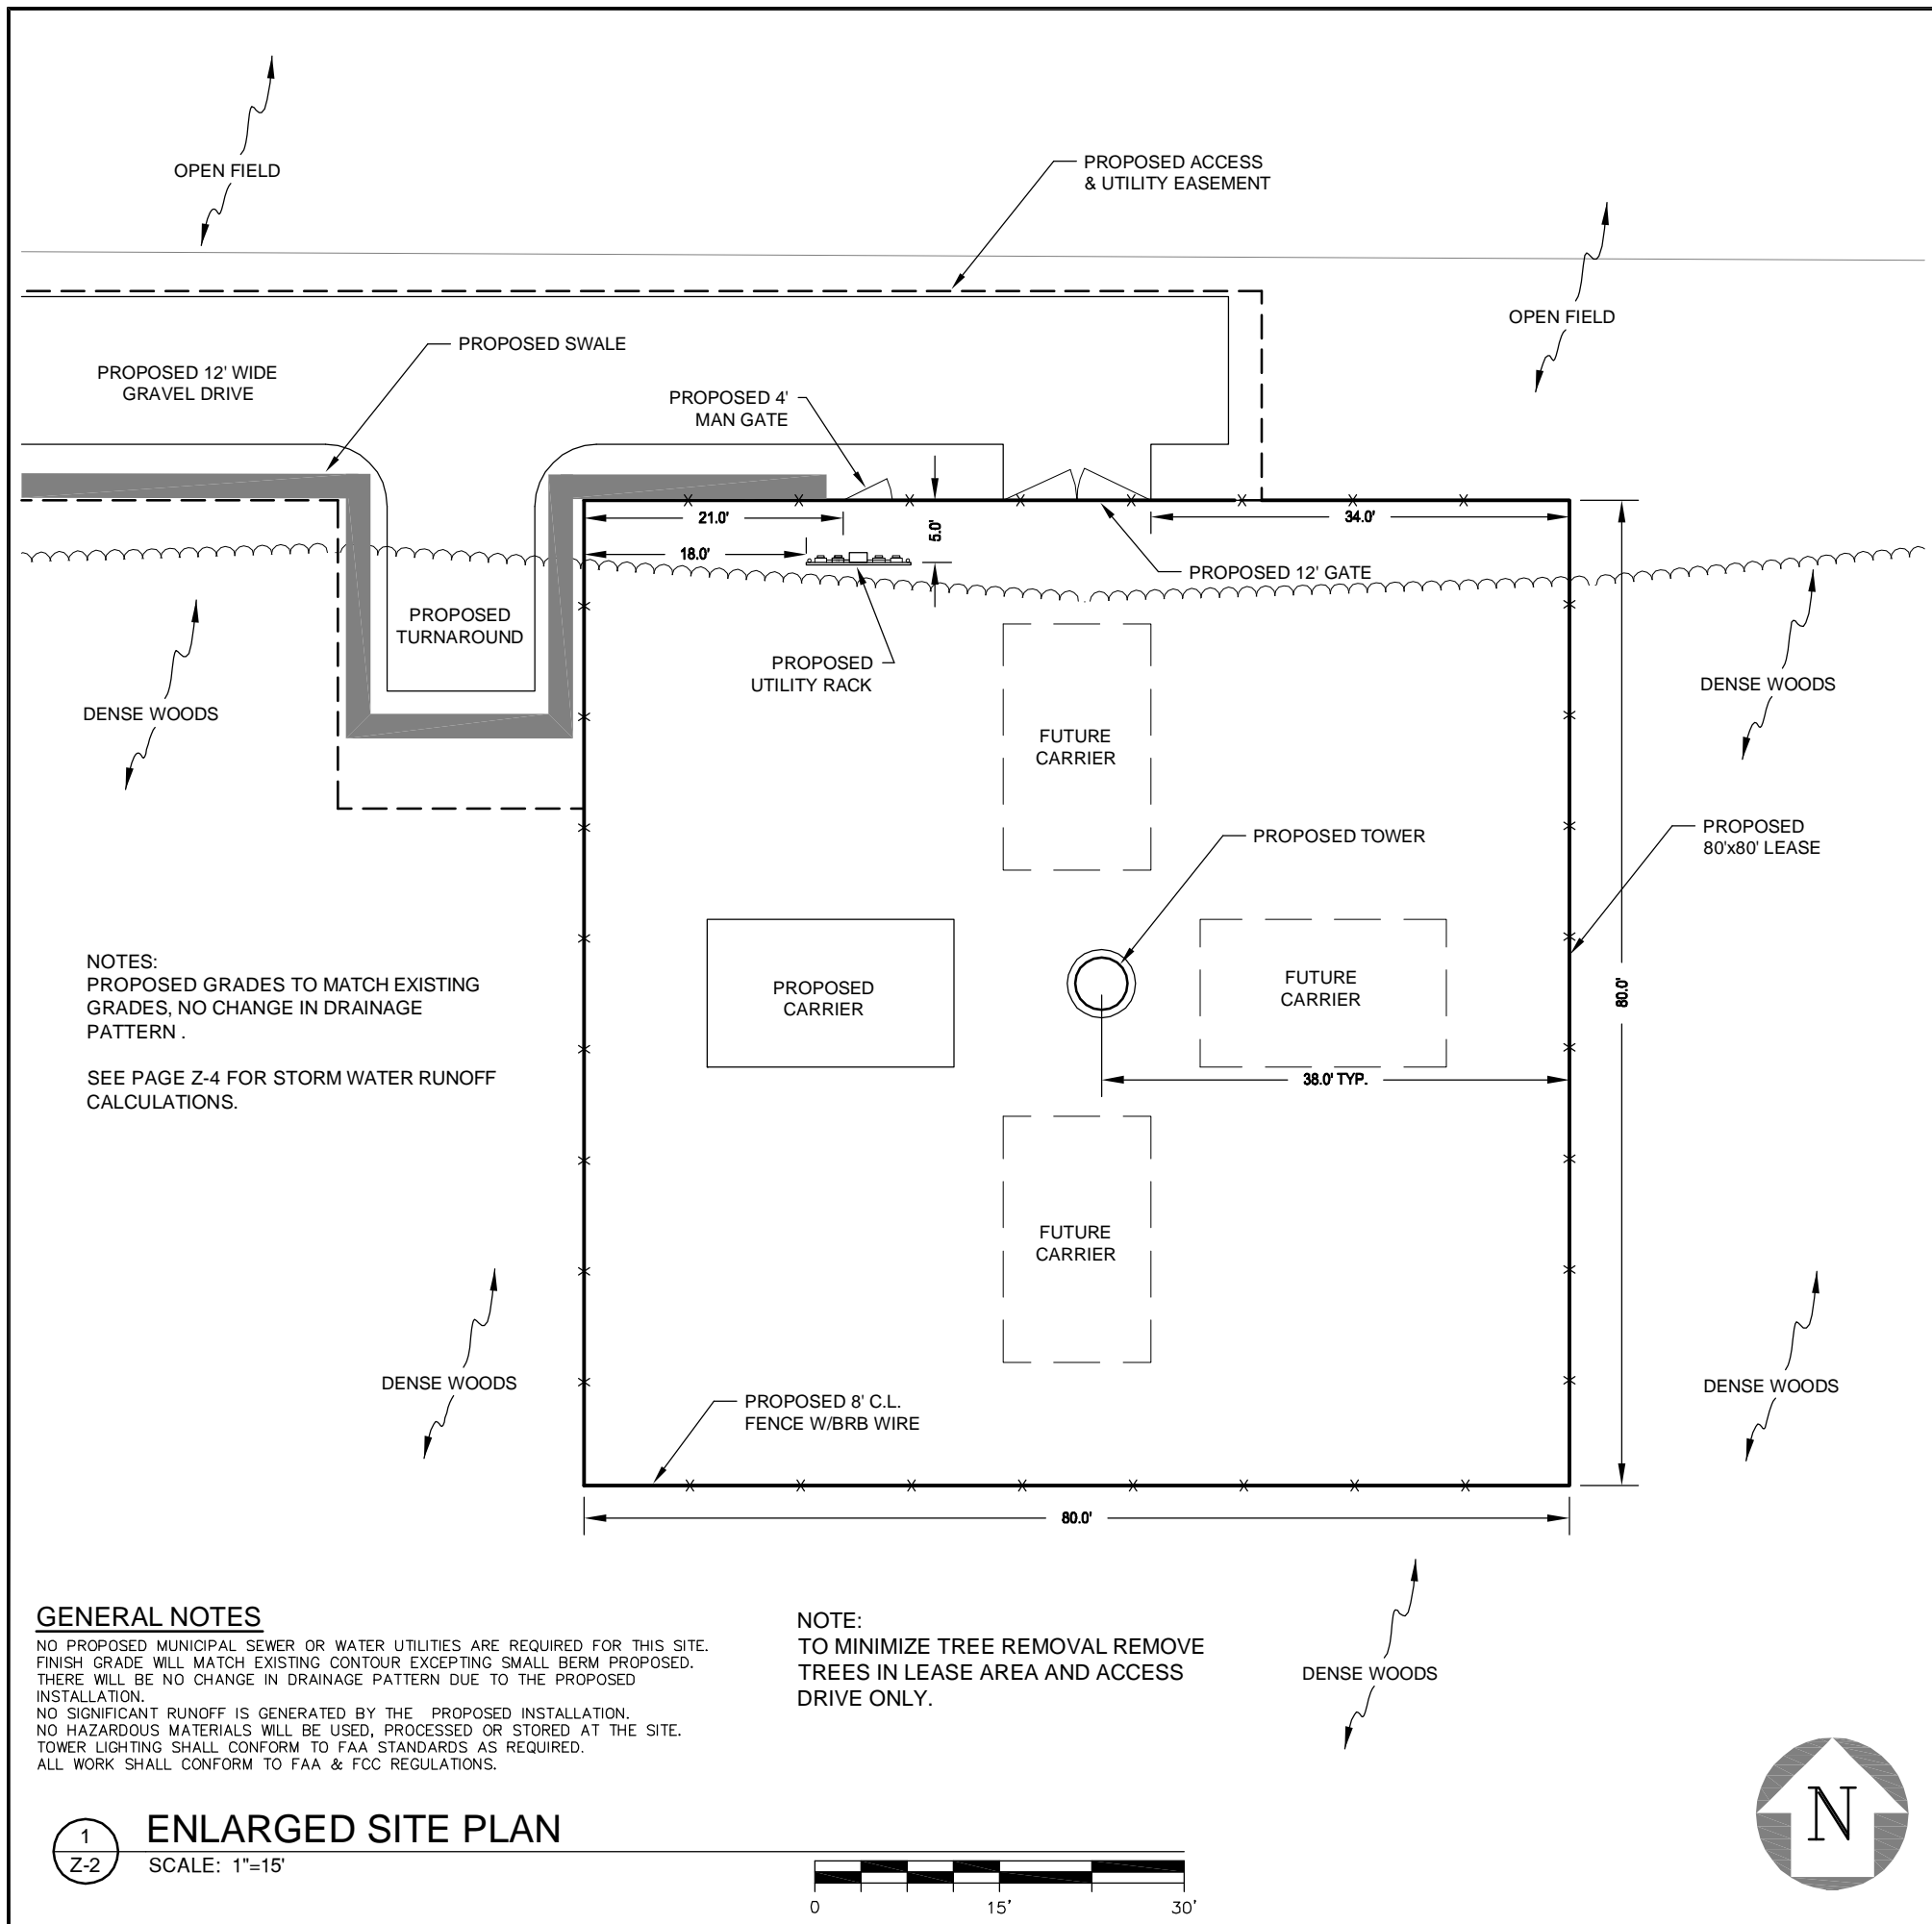 OPEN FIELD
PROPOSED ACCESS
& UTILITY EASEMENT
OPEN FIELD
PROPOSED SWALE
PROPOSED 12' WIDE
GRAVEL DRIVE
PROPOSED 4'
MAN GATE
21.0'
34.0'
5.0'
18.0'
PROPOSED 12' GATE
PROPOSED
TURNAROUND
PROPOSED
UTILITY RACK
DENSE WOODS
DENSE WOODS
FUTURE
CARRIER
PROPOSED TOWER
PROPOSED
80'x80' LEASE
NOTES:
PROPOSED GRADES TO MATCH EXISTING
GRADES, NO CHANGE IN DRAINAGE
PATTERN .
SEE PAGE Z-4 FOR STORM WATER RUNOFF
CALCULATIONS.
PROPOSED
CARRIER
FUTURE
CARRIER
80.0'
38.0' TYP.
FUTURE
CARRIER
DENSE WOODS
DENSE WOODS
PROPOSED 8' C.L.
FENCE W/BRB WIRE
80.0'
GENERAL NOTES
NO PROPOSED MUNICIPAL SEWER OR WATER UTILITIES ARE REQUIRED FOR THIS SITE.
FINISH GRADE WILL MATCH EXISTING CONTOUR EXCEPTING SMALL BERM PROPOSED.
THERE WILL BE NO CHANGE IN DRAINAGE PATTERN DUE TO THE PROPOSED
INSTALLATION.
NO SIGNIFICANT RUNOFF IS GENERATED BY THE PROPOSED INSTALLATION.
NO HAZARDOUS MATERIALS WILL BE USED, PROCESSED OR STORED AT THE SITE.
TOWER LIGHTING SHALL CONFORM TO FAA STANDARDS AS REQUIRED.
ALL WORK SHALL CONFORM TO FAA & FCC REGULATIONS.
NOTE:
TO MINIMIZE TREE REMOVAL REMOVE
TREES IN LEASE AREA AND ACCESS
DRIVE ONLY.
DENSE WOODS
N
1
Z-2
ENLARGED SITE PLAN
SCALE: 1"=15'
0 15' 30'